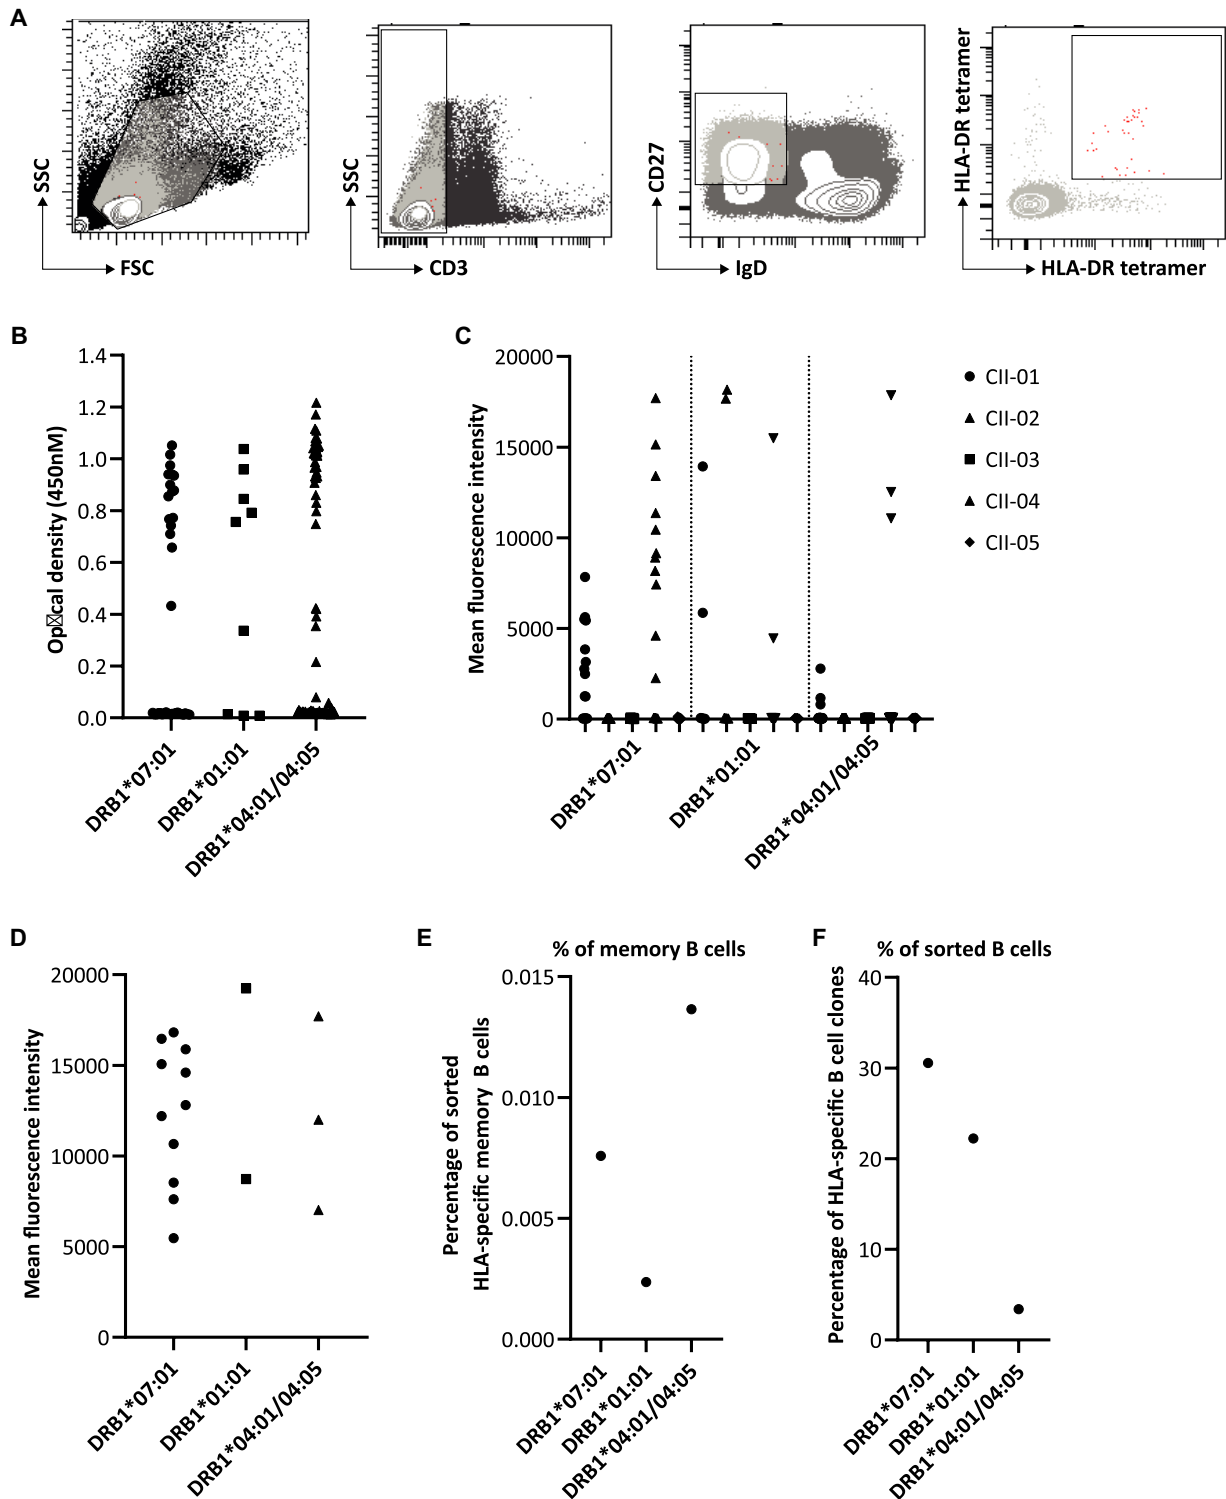 A
SSC
FSC
SSC
CD3
CD27
IgD
HLA-DR tetramer
HLA-DR tetramer
B
Op☒cal density (450nM)
1.4
1.2
1.0
0.8
0.6
0.4
0.2
0.0
DRB1*07:01
DRB1*01:01
DRB1*04:01/04:05
C
Mean fluorescence intensity
20000
15000
10000
5000
0
DRB1*07:01
DRB1*01:01
DRB1*04:01/04:05
CII-01
CII-02
CII-03
CII-04
CII-05
D
Mean fluorescence intensity
20000
15000
10000
5000
0
DRB1*07:01
DRB1*01:01
DRB1*04:01/04:05
E
% of memory B cells
Percentage of sorted
HLA-specific memory B cells
0.015
0.010
0.005
0.000
DRB1*07:01
DRB1*01:01
DRB1*04:01/04:05
F
% of sorted B cells
Percentage of HLA-specific B cell clones
40
30
20
10
0
DRB1*07:01
DRB1*01:01
DRB1*04:01/04:05